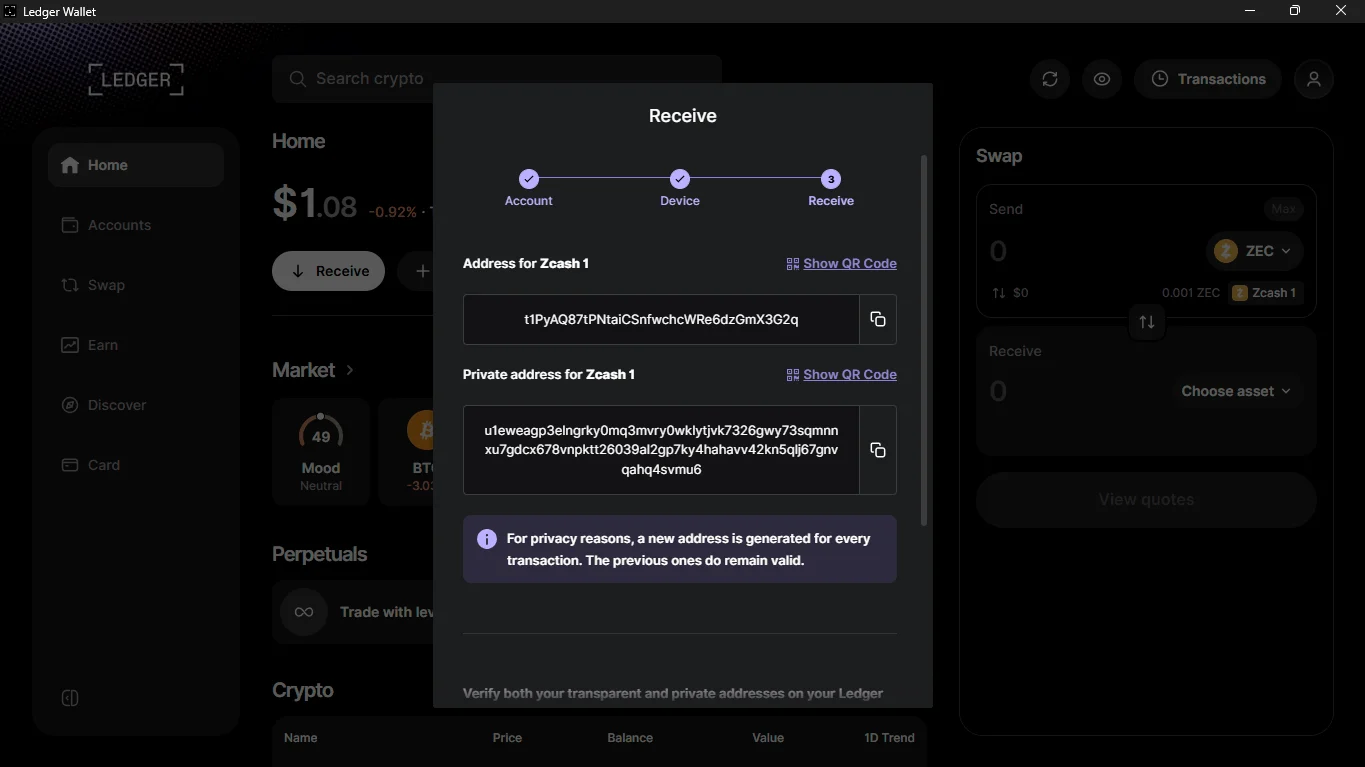 Ledger Wallet
LEDGER
Search crypto
Transactions
Home
Accounts
Swap
Earn
Discover
Card
Home
$1.08 -0.92% ·
Receive
Market
49
Mood
Neutral
BTC
-3.03
Perpetuals
Trade with lev
Crypto
Name Price Balance Value 1D Trend
Receive
Account
Device
3
Receive
Address for Zcash 1
Show QR Code
t1PyAQ87tPNtaiCSnfwchcWRe6dzGmX3G2q
Private address for Zcash 1
Show QR Code
u1eweagp3elngrky0mq3mvry0wklytjvk7326gwy73sqmnn
xu7gdcx678vnpktt26039al2gp7ky4hahavv42kn5qlj67gnv
qahq4svmu6
For privacy reasons, a new address is generated for every
transaction. The previous ones do remain valid.
Verify both your transparent and private addresses on your Ledger
Swap
Send
Max
0
ZEC
$0
0.001 ZEC
Zcash 1
Receive
0
Choose asset
View quotes